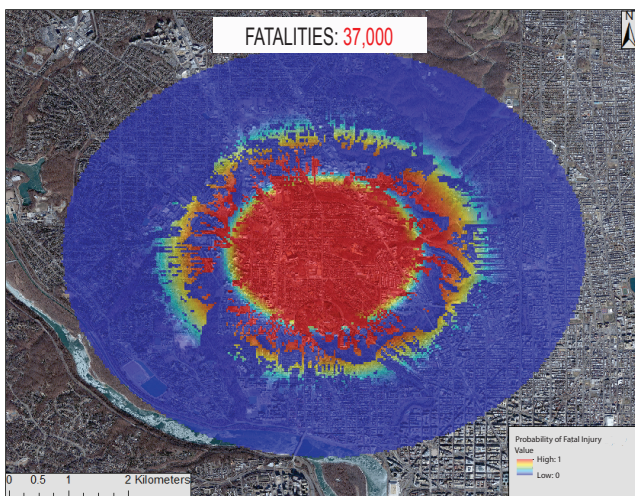 FATALITIES: 37,000
N
0 0.5 1 2 Kilometers
Probability of Fatal Injury
Value
High: 1
Low: 0